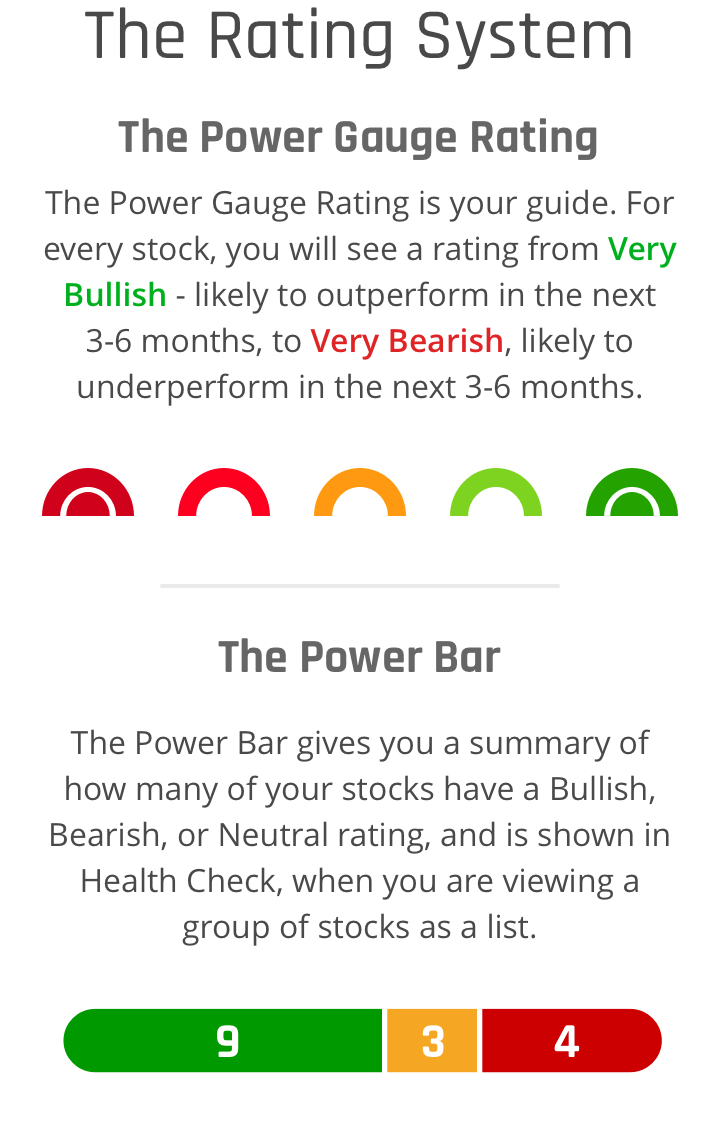 The Rating System
The Power Gauge Rating
The Power Gauge Rating is your guide. For
every stock, you will see a rating from Very
Bullish - likely to outperform in the next
3-6 months, to Very Bearish, likely to
underperform in the next 3-6 months.
The Power Bar
The Power Bar gives you a summary of
how many of your stocks have a Bullish,
Bearish, or Neutral rating, and is shown in
Health Check, when you are viewing a
group of stocks as a list.
9 3 4